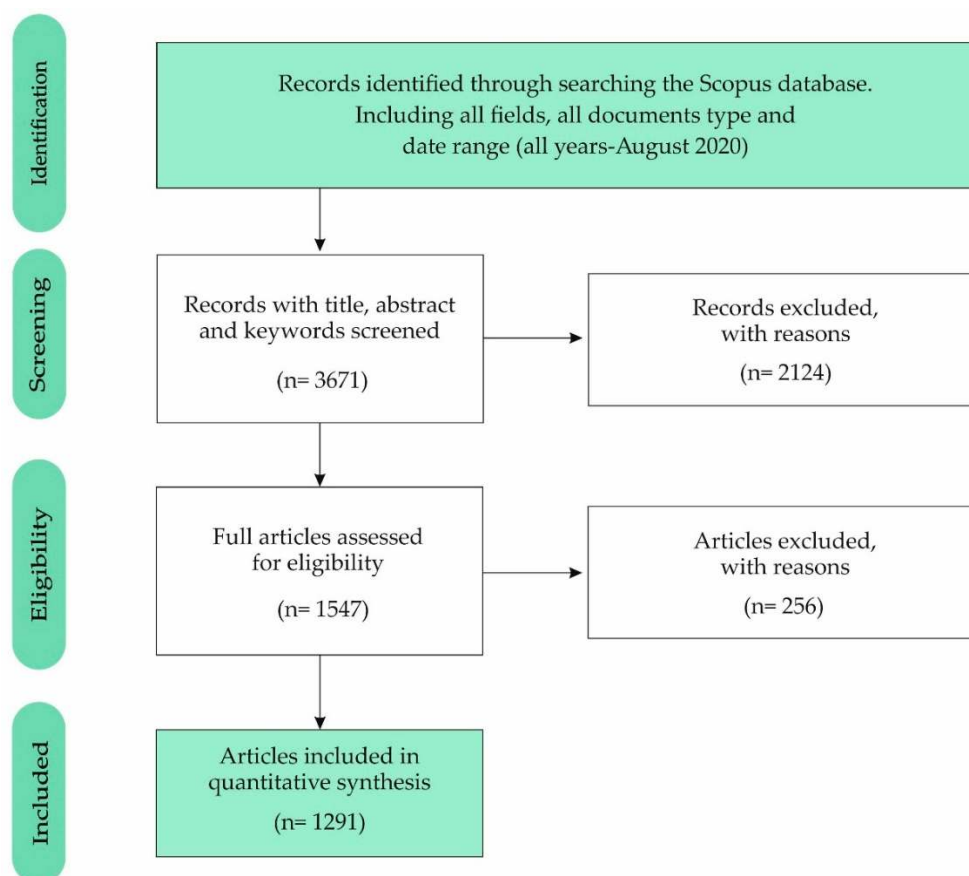 Identification
Records identified through searching the Scopus database.
Including all fields, all documents type and
date range (all years-August 2020)
Screening
Records with title, abstract
and keywords screened
(n= 3671)
Records excluded,
with reasons
(n= 2124)
Eligibility
Full articles assessed
for eligibility
(n= 1547)
Articles excluded,
with reasons
(n= 256)
Included
Articles included in
quantitative synthesis
(n= 1291)